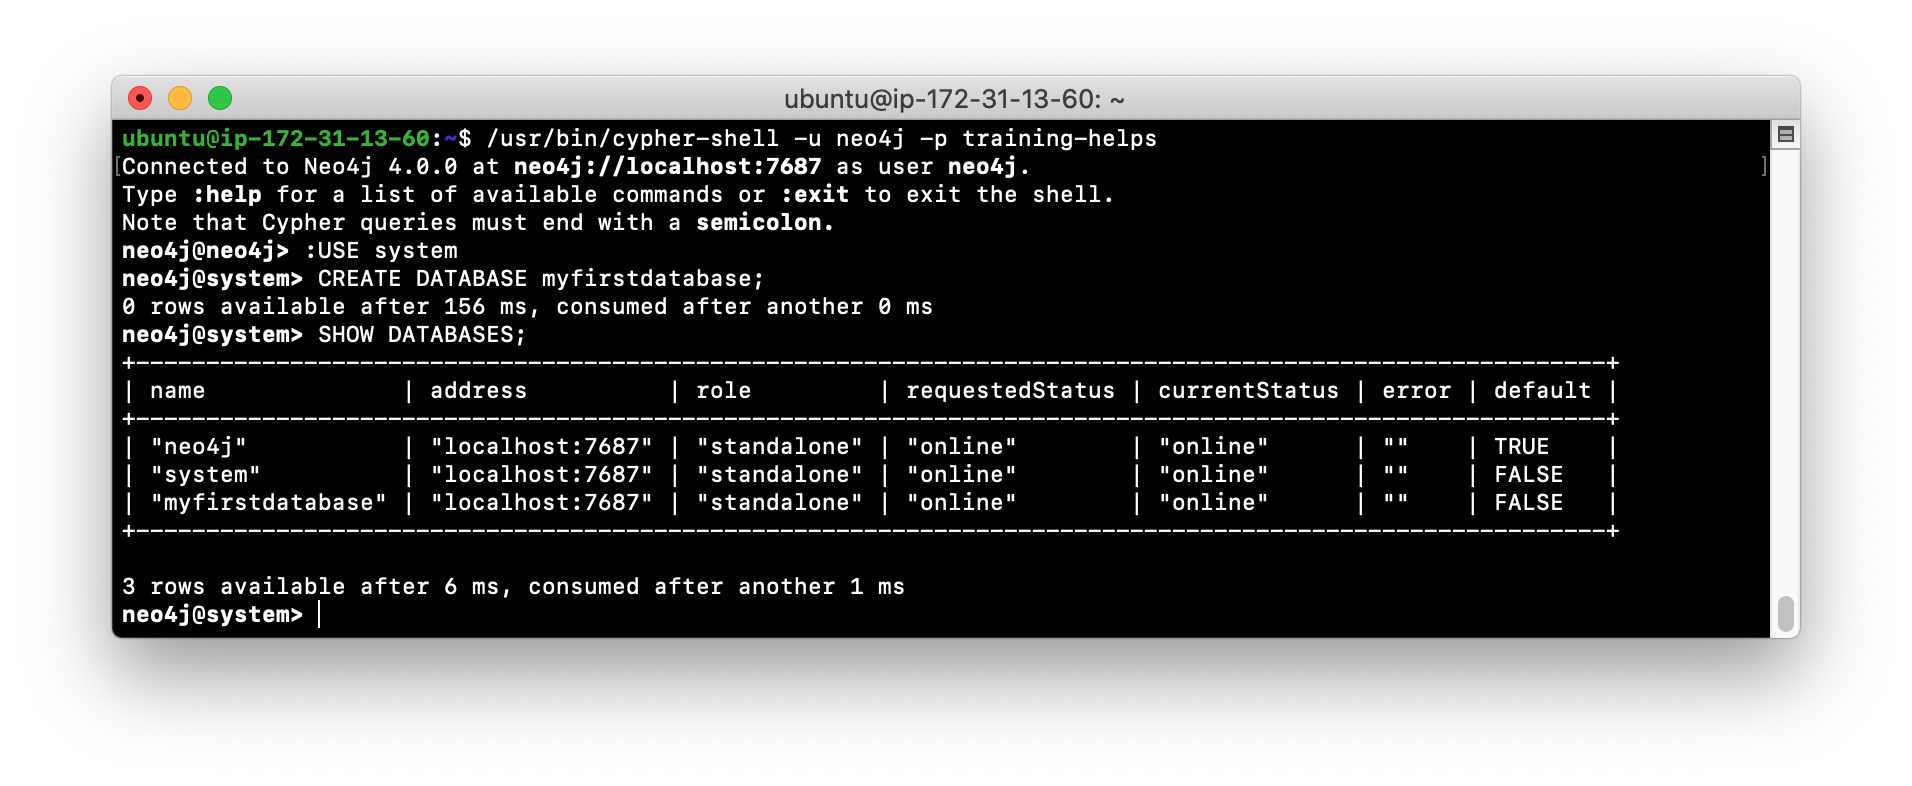 ubuntu@ip-172-31-13-60: ~
ubuntu@ip-172-31-13-60:~$ /usr/bin/cypher-shell -u neo4j -p training-helps
[Connected to Neo4j 4.0.0 at neo4j://localhost:7687 as user neo4j. ]
Type :help for a list of available commands or :exit to exit the shell.
Note that Cypher queries must end with a semicolon.
neo4j@neo4j> :USE system
neo4j@system> CREATE DATABASE myfirstdatabase;
0 rows available after 156 ms, consumed after another 0 ms
neo4j@system> SHOW DATABASES;
+----------------------------------------------------------------------------------------------------------+
| name              | address          | role         | requestedStatus | currentStatus | error | default |
+----------------------------------------------------------------------------------------------------------+
| "neo4j"           | "localhost:7687" | "standalone" | "online"        | "online"      | ""    | TRUE    |
| "system"          | "localhost:7687" | "standalone" | "online"        | "online"      | ""    | FALSE   |
| "myfirstdatabase" | "localhost:7687" | "standalone" | "online"        | "online"      | ""    | FALSE   |
+----------------------------------------------------------------------------------------------------------+
3 rows available after 6 ms, consumed after another 1 ms
neo4j@system>